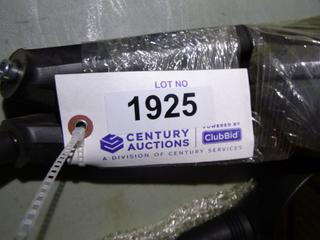 LOT NO
1925
CENTURY AUCTIONS
POWERED BY
ClubBid
A DIVISION OF CENTURY SERVICES